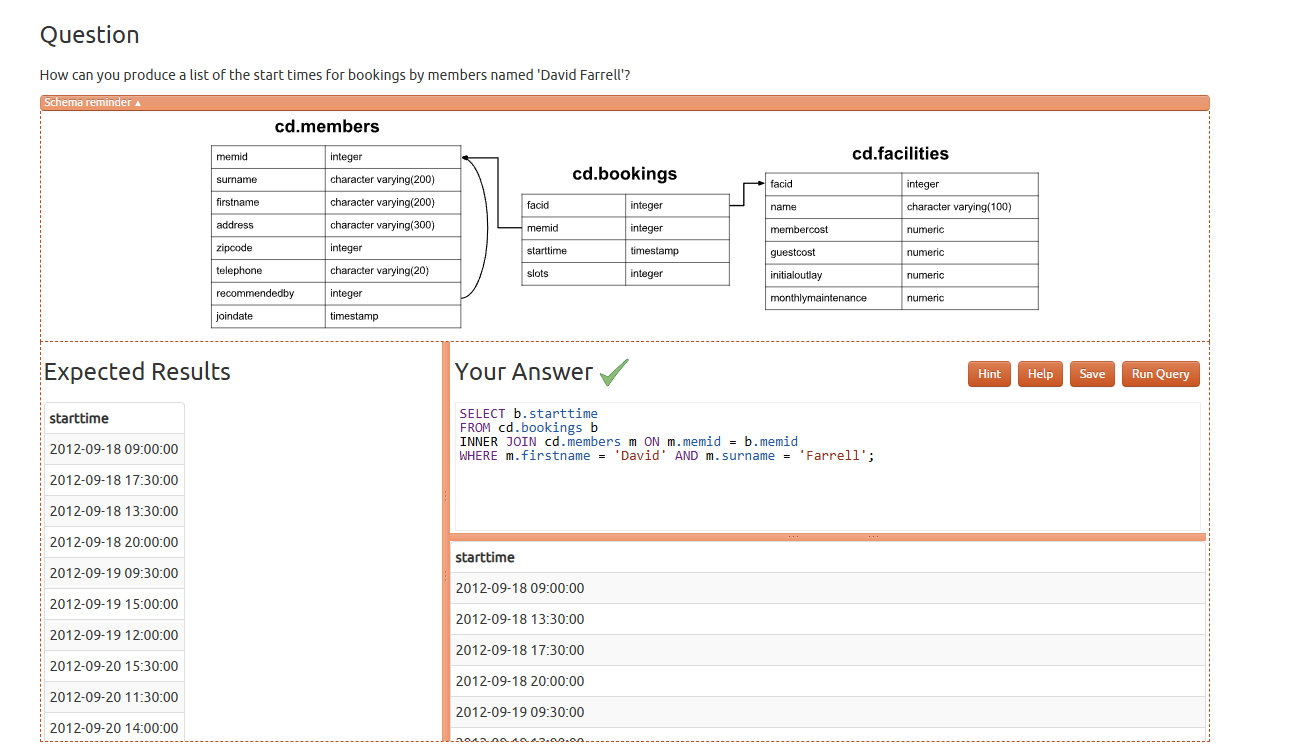 Question
How can you produce a list of the start times for bookings by members named 'David Farrell'?
Schema reminder ▲
cd.members
memid integer
surname character varying(200)
firstname character varying(200)
address character varying(300)
zipcode integer
telephone character varying(20)
recommendedby integer
joindate timestamp
cd.bookings
facid integer
memid integer
starttime timestamp
slots integer
cd.facilities
facid integer
name character varying(100)
membercost numeric
guestcost numeric
initialoutlay numeric
monthlymaintenance numeric
Expected Results
starttime
2012-09-18 09:00:00
2012-09-18 17:30:00
2012-09-18 13:30:00
2012-09-18 20:00:00
2012-09-19 09:30:00
2012-09-19 15:00:00
2012-09-19 12:00:00
2012-09-20 15:30:00
2012-09-20 11:30:00
2012-09-20 14:00:00
Your Answer
Hint Help Save Run Query
SELECT b.starttime
FROM cd.bookings b
INNER JOIN cd.members m ON m.memid = b.memid
WHERE m.firstname = 'David' AND m.surname = 'Farrell';
starttime
2012-09-18 09:00:00
2012-09-18 13:30:00
2012-09-18 17:30:00
2012-09-18 20:00:00
2012-09-19 09:30:00